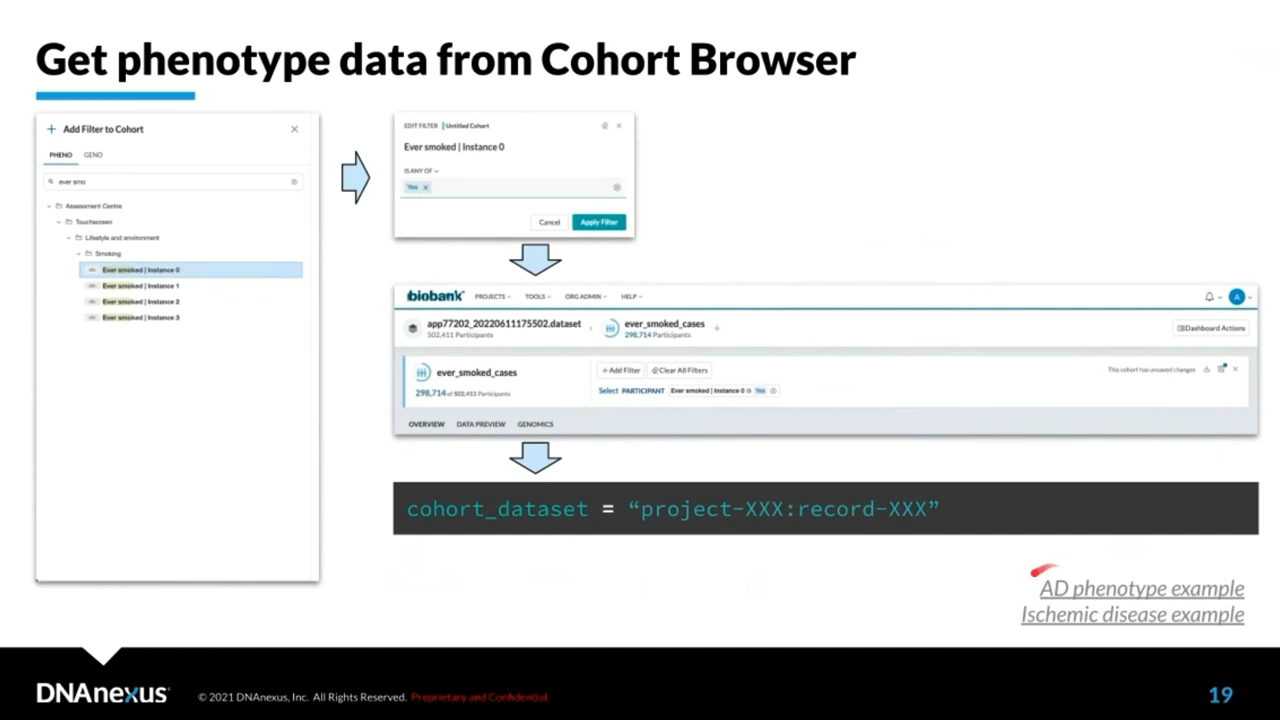 Get phenotype data from Cohort Browser
+ Add Filter to Cohort
PHENO GENO
ever smo
Assessment Centre
Touchscreen
Lifestyle and environment
Smoking
Ever smoked | Instance 0
Ever smoked | Instance 1
Ever smoked | Instance 2
Ever smoked | Instance 3
EDIT FILTER | Untitled Cohort
Ever smoked | Instance 0
IS ANY OF
Yes
Cancel Apply Filter
biobank PROJECTS TOOLS ORG ADMIN HELP A
app77202_20220611175502.dataset ever_smoked_cases + Dashboard Actions
502,411 Participants 298,714 Participants
ever_smoked_cases + Add Filter Clear All Filters This cohort has unsaved changes
298,714 of 502,411 Participants Select PARTICIPANT Ever smoked | Instance 0 is Yes
OVERVIEW DATA PREVIEW GENOMICS
cohort_dataset = “project-XXX:record-XXX”
AD phenotype example
Ischemic disease example
DNAnexus © 2021 DNAnexus, Inc. All Rights Reserved. Proprietary and Confidential. 19